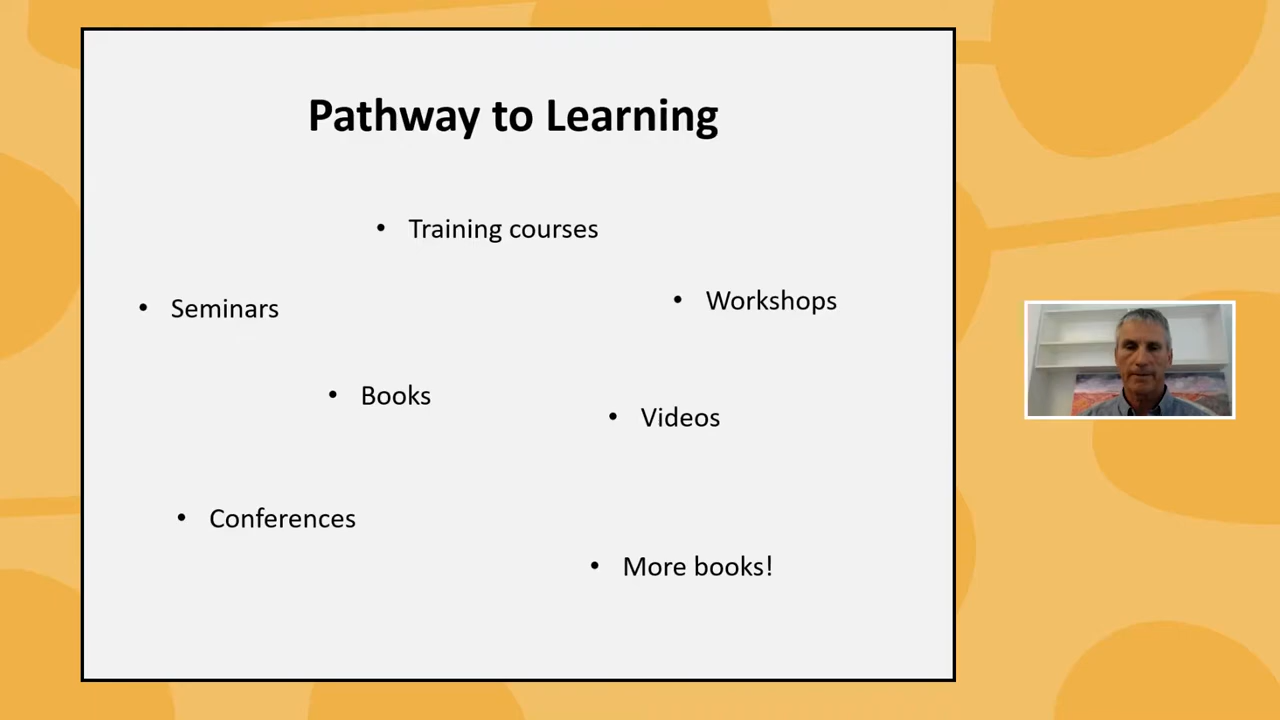 Pathway to Learning
• Training courses
• Workshops
• Seminars
• Books
• Videos
• Conferences
• More books!